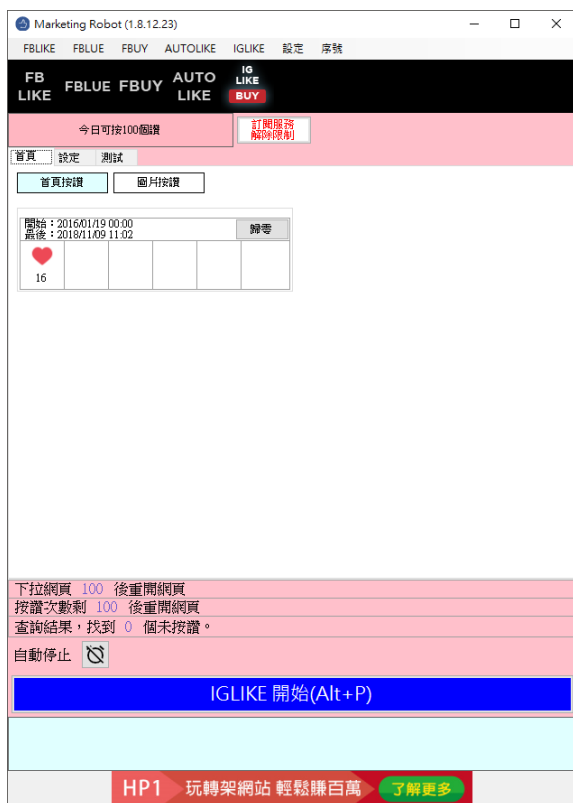 Marketing Robot (1.8.12.23)
FBLIKE FBLUE FBUY AUTOLIKE IGLIKE 設定 序號
FB LIKE FBLUE FBUY AUTO LIKE IG LIKE BUY
今日可按100個讚
訂閱服務
解除限制
首頁 設定 測試
首頁按讚 圖片按讚
開始：2016/01/19 00:00
最後：2018/11/09 11:02
歸零
16
下拉網頁 100 後重開網頁
按讚次數剩 100 後重開網頁
查詢結果，找到 0 個未按讚。
自動停止
IGLIKE 開始(Alt+P)
HP1 玩轉架網站 輕鬆賺百萬 了解更多